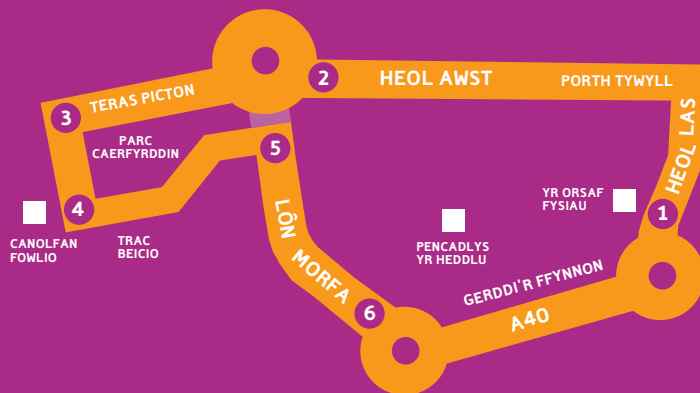 2
HEOL AWST
PORTH TYWYLL
TERAS PICTON
3
HEOL LAS
PARC
CAERFYRDDIN
5
YR ORSAF
FYSIAU
1
4
LÔN
MORFA
CANOLFAN
FOWLIO
TRAC
BEICIO
PENCADLYS
YR HEDDLU
GERDDI'R FFYNNON
A40
6